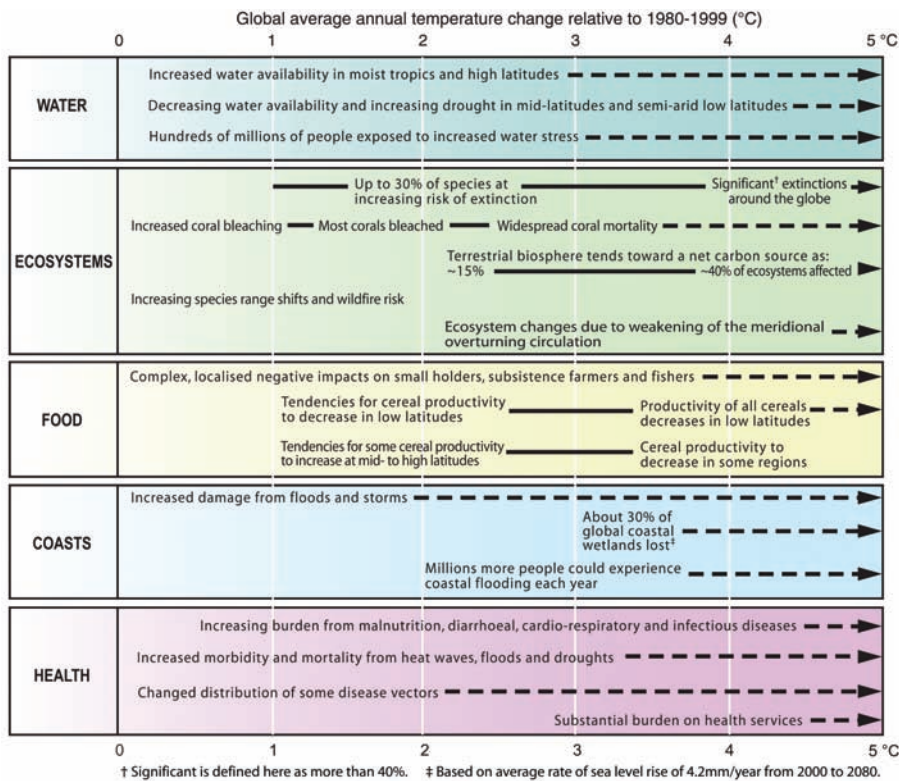 Global average annual temperature change relative to 1980-1999 (°C)
0 1 2 3 4 5 °C
WATER
Increased water availability in moist tropics and high latitudes
Decreasing water availability and increasing drought in mid-latitudes and semi-arid low latitudes
Hundreds of millions of people exposed to increased water stress
ECOSYSTEMS
Up to 30% of species at
increasing risk of extinction
Significant† extinctions
around the globe
Increased coral bleaching Most corals bleached Widespread coral mortality
Terrestrial biosphere tends toward a net carbon source as:
~15% ~40% of ecosystems affected
Increasing species range shifts and wildfire risk
Ecosystem changes due to weakening of the meridional
overturning circulation
FOOD
Complex, localised negative impacts on small holders, subsistence farmers and fishers
Tendencies for cereal productivity
to decrease in low latitudes
Productivity of all cereals
decreases in low latitudes
Tendencies for some cereal productivity
to increase at mid- to high latitudes
Cereal productivity to
decrease in some regions
COASTS
Increased damage from floods and storms
About 30% of
global coastal
wetlands lost‡
Millions more people could experience
coastal flooding each year
HEALTH
Increasing burden from malnutrition, diarrhoeal, cardio-respiratory and infectious diseases
Increased morbidity and mortality from heat waves, floods and droughts
Changed distribution of some disease vectors
Substantial burden on health services
0 1 2 3 4 5 °C
† Significant is defined here as more than 40%. ‡ Based on average rate of sea level rise of 4.2mm/year from 2000 to 2080.